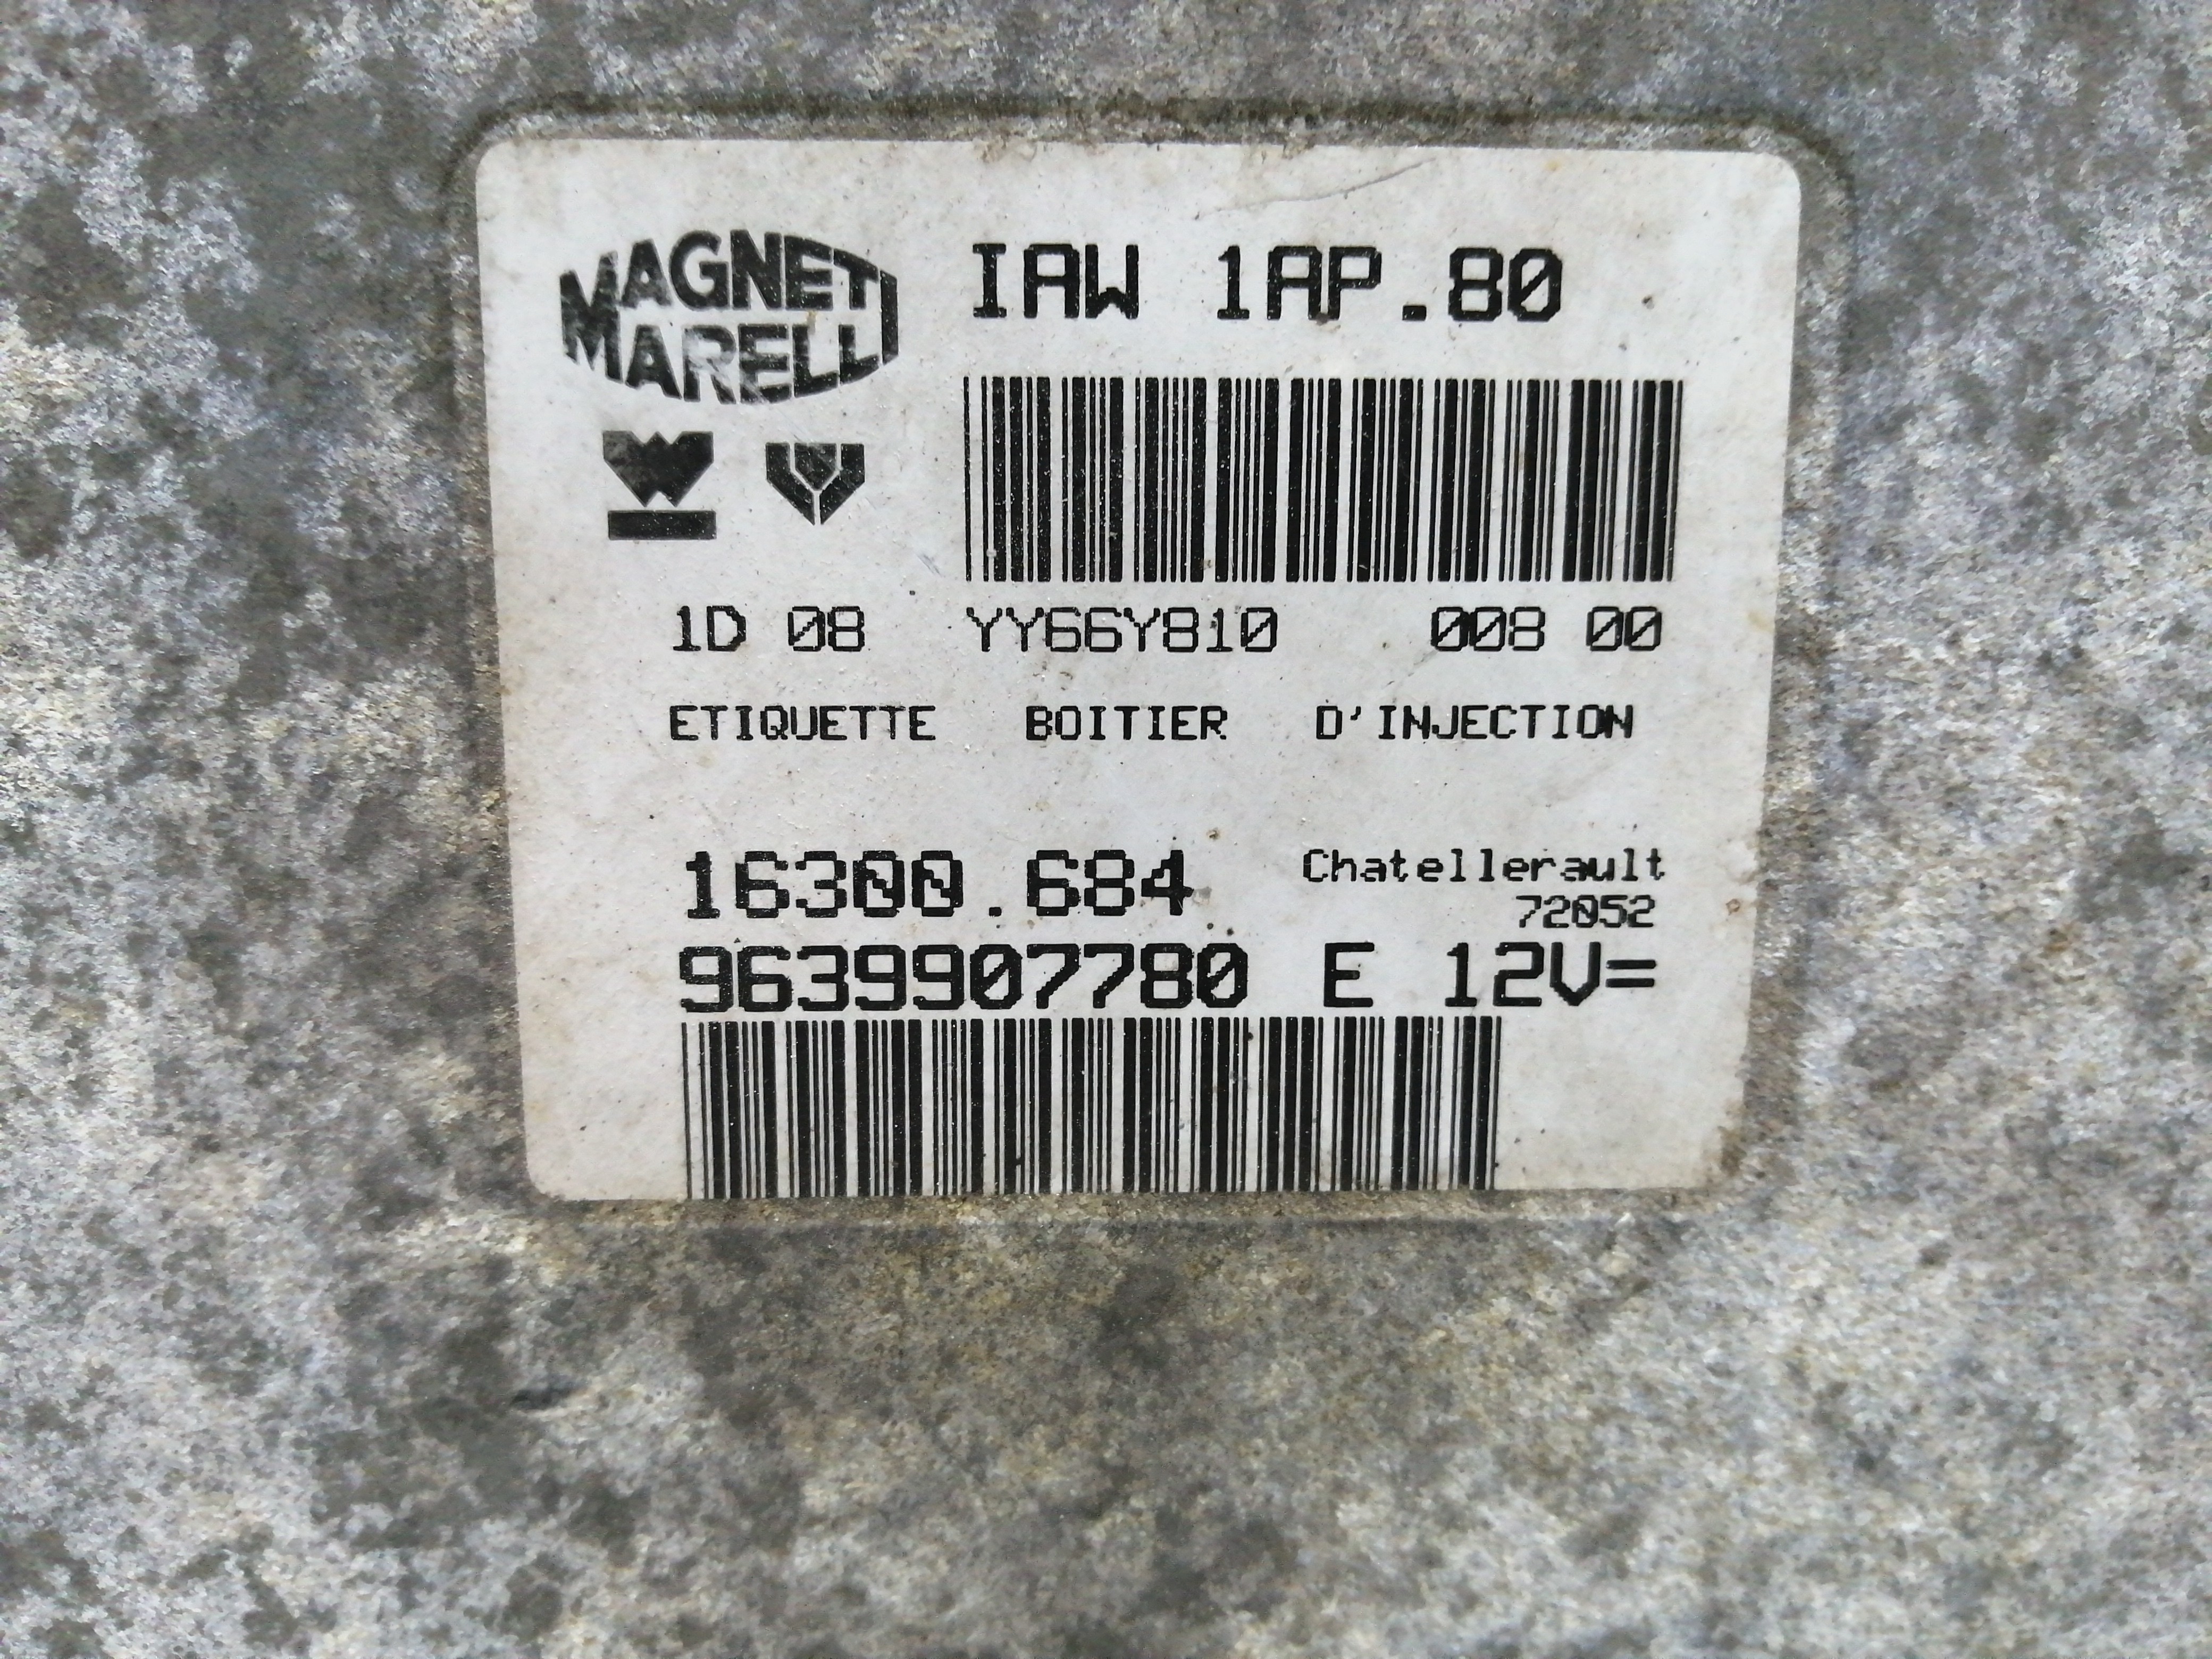 MAGNETI
MARELLI
IAW 1AP.80
1D 08 YY66Y810 008 00
ETIQUETTE BOITIER D'INJECTION
16300.684 Chatellerault
72052
9639907780 E 12V=